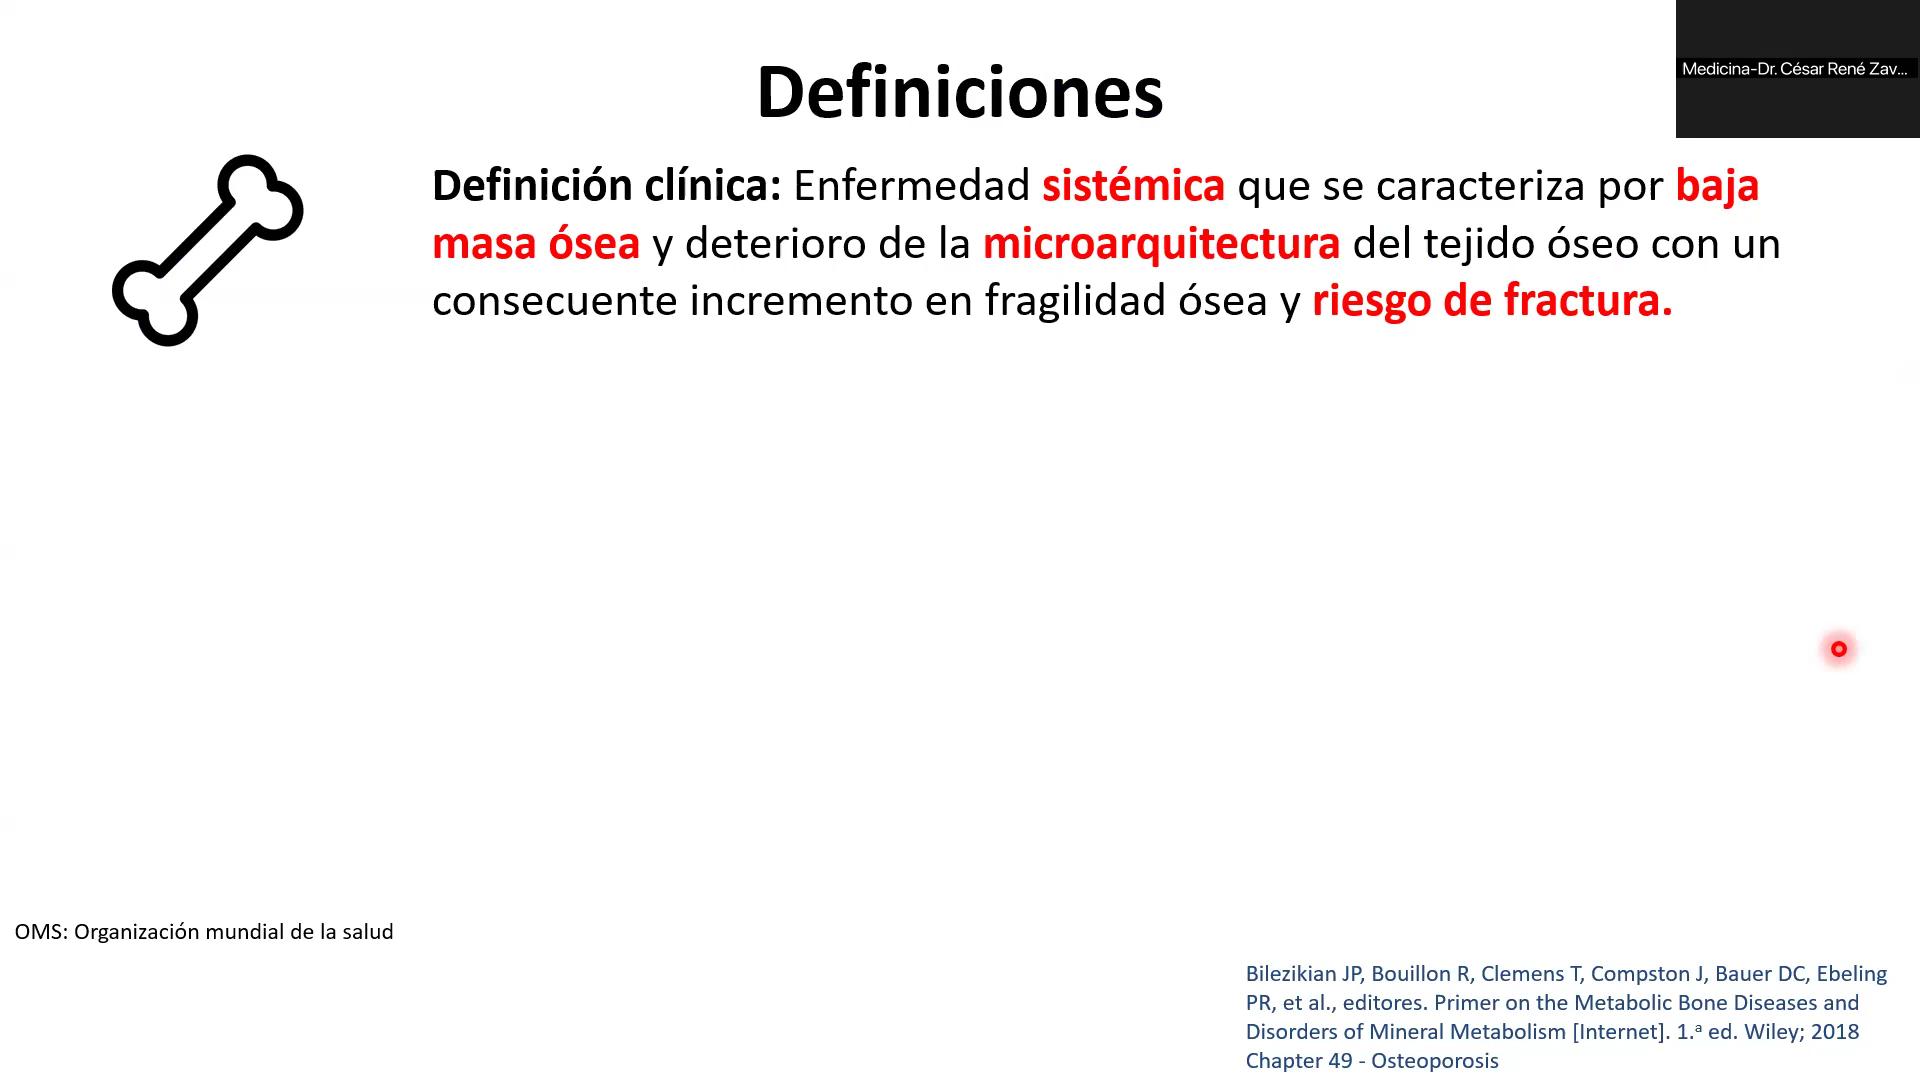 Definiciones
Medicina-Dr. César René Zav...
Definición clínica: Enfermedad sistémica que se caracteriza por baja
masa ósea y deterioro de la microarquitectura del tejido óseo con un
consecuente incremento en fragilidad ósea y riesgo de fractura.
OMS: Organización mundial de la salud
Bilezikian JP, Bouillon R, Clemens T, Compston J, Bauer DC, Ebeling
PR, et al., editores. Primer on the Metabolic Bone Diseases and
Disorders of Mineral Metabolism [Internet]. 1.ª ed. Wiley; 2018
Chapter 49 - Osteoporosis